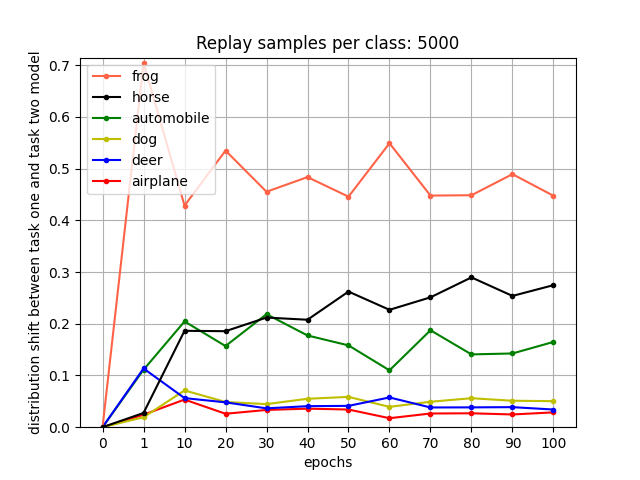 Replay samples per class: 5000
distribution shift between task one and task two model
0.7
0.6
0.5
0.4
0.3
0.2
0.1
0.0
frog
horse
automobile
dog
deer
airplane
0 1 10 20 30 40 50 60 70 80 90 100
epochs